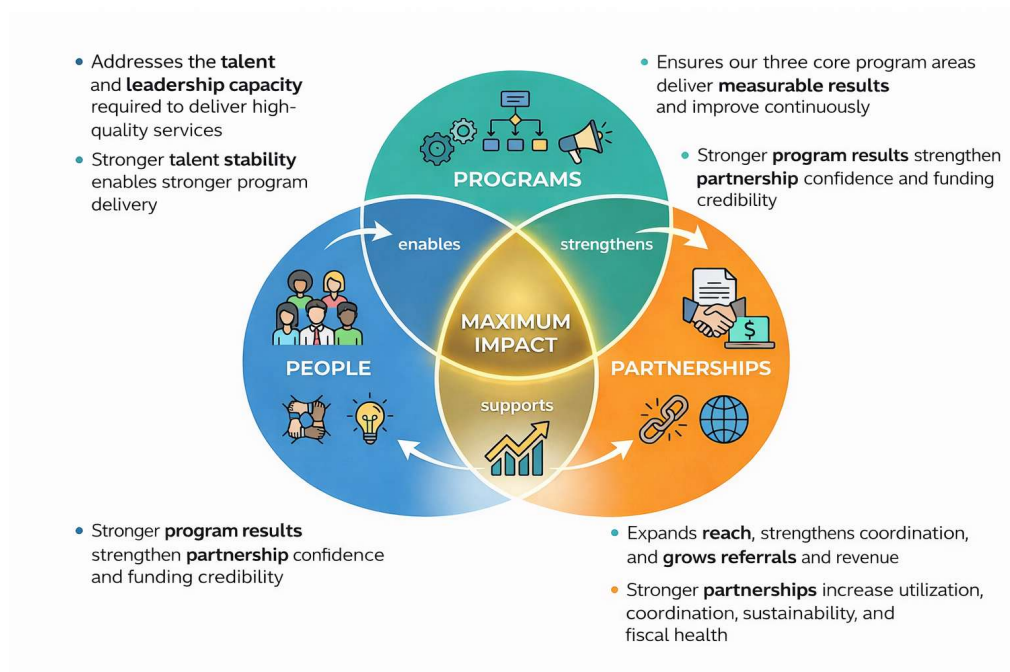 • Addresses the talent
and leadership capacity
required to deliver high-
quality services
• Stronger talent stability
enables stronger program
delivery
• Ensures our three core program areas
deliver measurable results
and improve continuously
• Stronger program results strengthen
partnership confidence and funding
credibility
PROGRAMS
enables
strengthens
MAXIMUM
IMPACT
$
PEOPLE
PARTNERSHIPS
supports
• Stronger program results
strengthen partnership confidence
and funding credibility
• Expands reach, strengthens coordination,
and grows referrals and revenue
• Stronger partnerships increase utilization,
coordination, sustainability, and
fiscal health